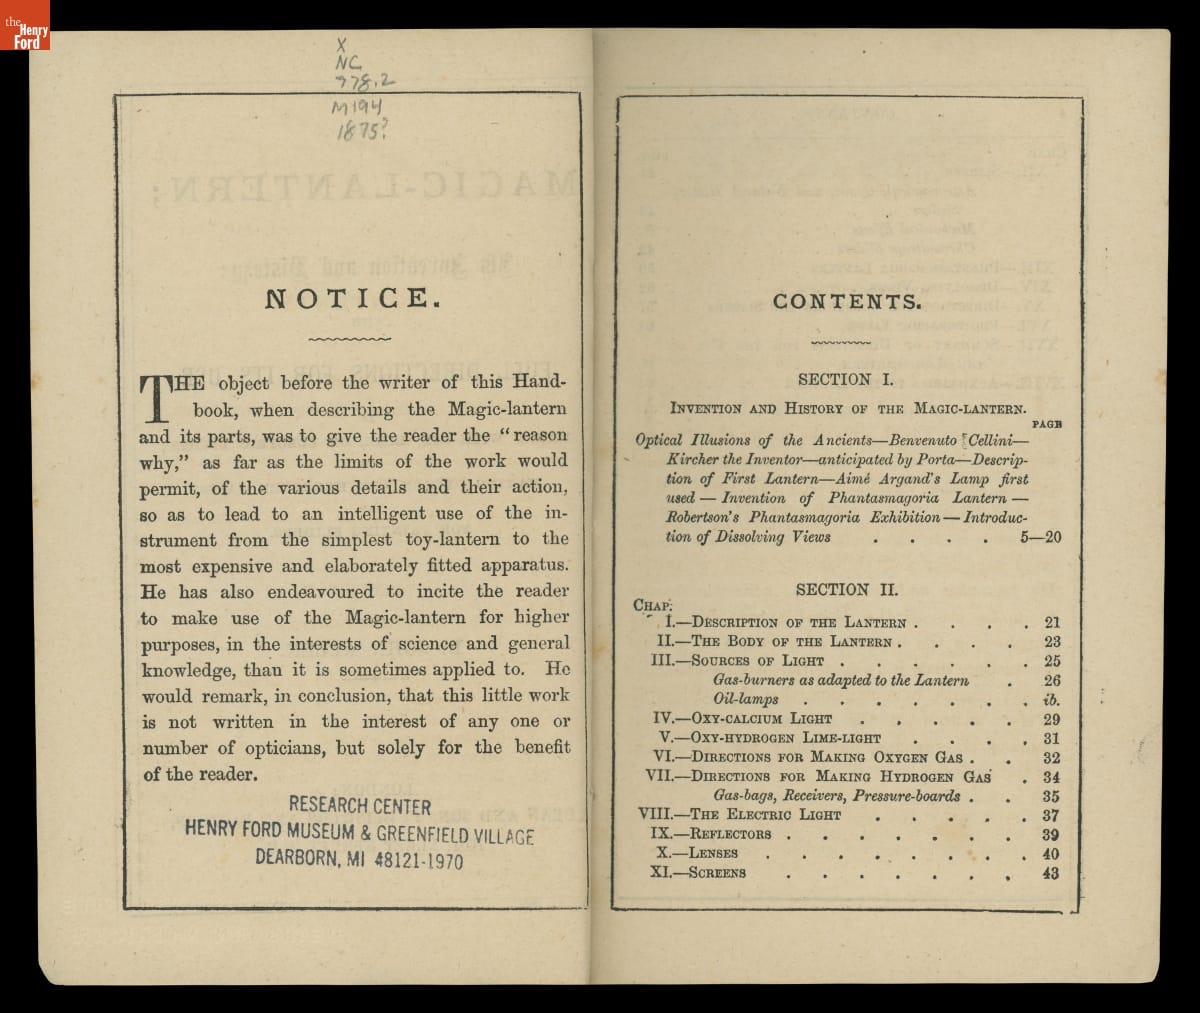 the
Henry
Ford
X
NC
778.2
M194
1875?
NOTICE.
THE object before the writer of this Hand-
book, when describing the Magic-lantern
and its parts, was to give the reader the "reason
why," as far as the limits of the work would
permit, of the various details and their action,
so as to lead to an intelligent use of the in-
strument from the simplest toy-lantern to the
most expensive and elaborately fitted apparatus.
He has also endeavoured to incite the reader
to make use of the Magic-lantern for higher
purposes, in the interests of science and general
knowledge, than it is sometimes applied to. He
would remark, in conclusion, that this little work
is not written in the interest of any one or
number of opticians, but solely for the benefit
of the reader.
RESEARCH CENTER
HENRY FORD MUSEUM & GREENFIELD VILLAGE
DEARBORN, MI 48121-1970
CONTENTS.
SECTION I.
INVENTION AND HISTORY OF THE MAGIC-LANTERN.
PAGE
Optical Illusions of the Ancients—Benvenuto Cellini—
Kircher the Inventor—anticipated by Porta—Descrip-
tion of First Lantern—Aimé Argand's Lamp first
used — Invention of Phantasmagoria Lantern —
Robertson's Phantasmagoria Exhibition — Introduc-
tion of Dissolving Views . . . . 5—20
SECTION II.
CHAP.
I.—DESCRIPTION OF THE LANTERN . . . . 21
II.—THE BODY OF THE LANTERN . . . . 23
III.—SOURCES OF LIGHT . . . . . . 25
Gas-burners as adapted to the Lantern . 26
Oil-lamps . . . . . . . ib.
IV.—OXY-CALCIUM LIGHT . . . . . 29
V.—OXY-HYDROGEN LIME-LIGHT . . . . 31
VI.—DIRECTIONS FOR MAKING OXYGEN GAS . . 32
VII.—DIRECTIONS FOR MAKING HYDROGEN GAS . 34
Gas-bags, Receivers, Pressure-boards . . 35
VIII.—THE ELECTRIC LIGHT . . . . . 37
IX.—REFLECTORS . . . . . . . 39
X.—LENSES . . . . . . . . 40
XI.—SCREENS . . . . . . . 43